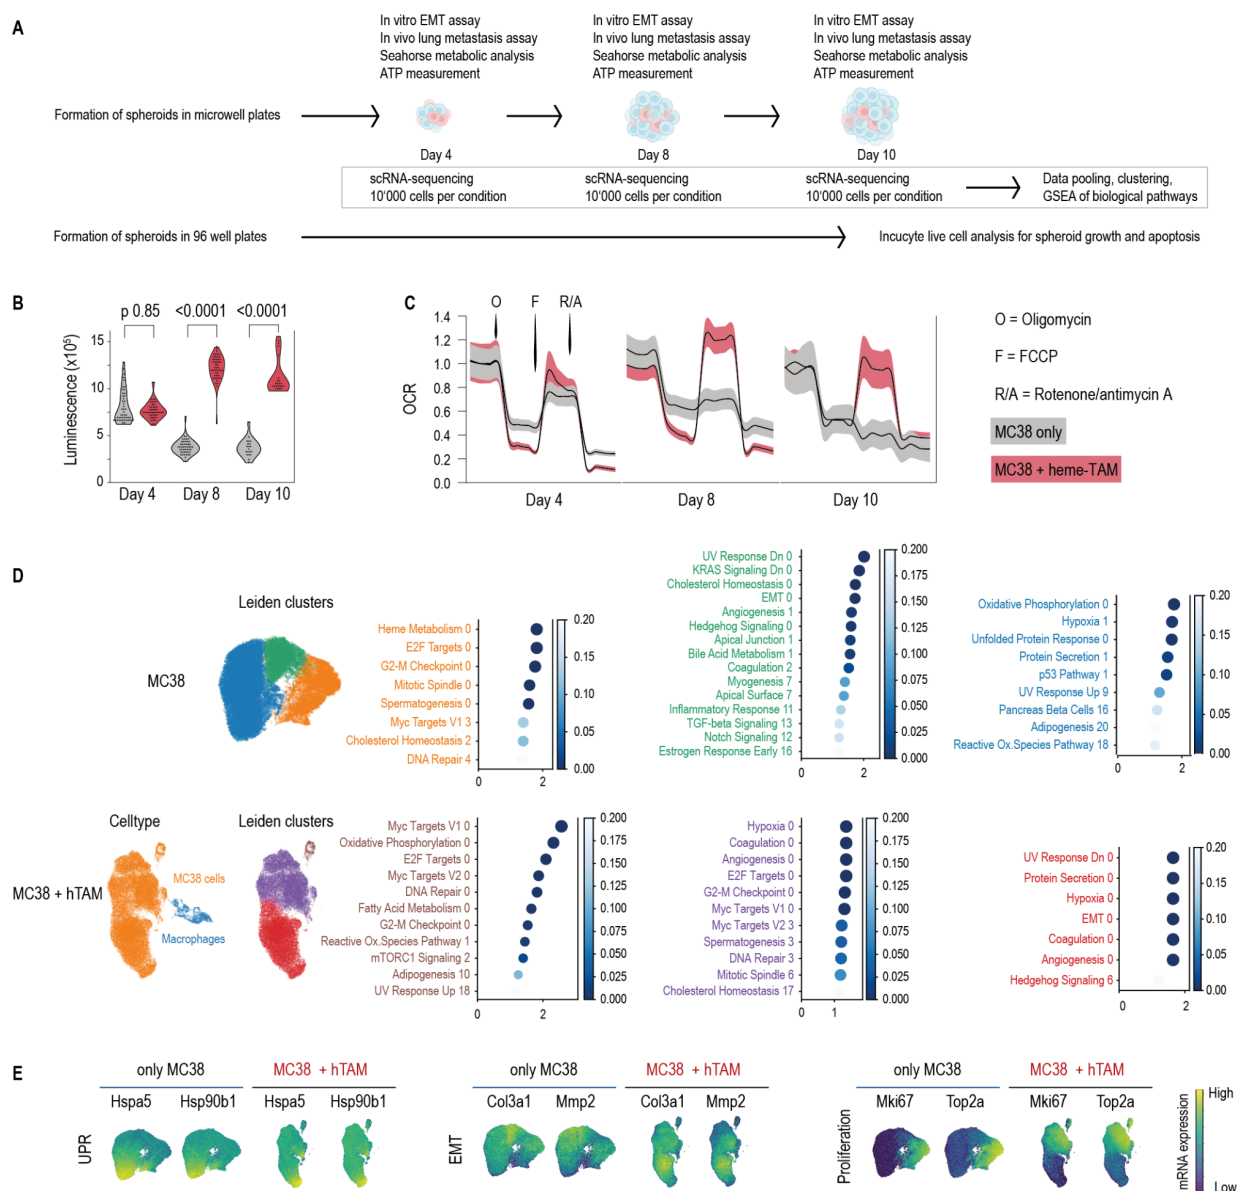 A
In vitro EMT assay
In vivo lung metastasis assay
Seahorse metabolic analysis
ATP measurement
In vitro EMT assay
In vivo lung metastasis assay
Seahorse metabolic analysis
ATP measurement
In vitro EMT assay
In vivo lung metastasis assay
Seahorse metabolic analysis
ATP measurement
Formation of spheroids in microwell plates
Day 4
Day 8
Day 10
scRNA-sequencing
10'000 cells per condition
scRNA-sequencing
10'000 cells per condition
scRNA-sequencing
10'000 cells per condition
Data pooling, clustering,
GSEA of biological pathways
Formation of spheroids in 96 well plates
Incucyte live cell analysis for spheroid growth and apoptosis
B
p 0.85
<0.0001
<0.0001
Luminescence (x10⁵)
15
10
5
0
Day 4
Day 8
Day 10
C
O
F
R/A
OCR
1.4
1.2
1.0
0.8
0.6
0.4
0.2
0.0
Day 4
Day 8
Day 10
O = Oligomycin
F = FCCP
R/A = Rotenone/antimycin A
MC38 only
MC38 + heme-TAM
D
Leiden clusters
MC38
Heme Metabolism 0
E2F Targets 0
G2-M Checkpoint 0
Mitotic Spindle 0
Spermatogenesis 0
Myc Targets V1 3
Cholesterol Homeostasis 2
DNA Repair 4
0
2
0.20
0.15
0.10
0.05
0.00
UV Response Dn 0
KRAS Signaling Dn 0
Cholesterol Homeostasis 0
EMT 0
Angiogenesis 1
Hedgehog Signaling 0
Apical Junction 1
Bile Acid Metabolism 1
Coagulation 2
Myogenesis 7
Apical Surface 7
Inflammatory Response 11
TGF-beta Signaling 13
Notch Signaling 12
Estrogen Response Early 16
0
2
0.200
0.175
0.150
0.125
0.100
0.075
0.050
0.025
0.000
Oxidative Phosphorylation 0
Hypoxia 1
Unfolded Protein Response 0
Protein Secretion 1
p53 Pathway 1
UV Response Up 9
Pancreas Beta Cells 16
Adipogenesis 20
Reactive Ox.Species Pathway 18
0
2
0.20
0.15
0.10
0.05
0.00
Celltype
Leiden clusters
MC38 + hTAM
MC38 cells
Macrophages
Myc Targets V1 0
Oxidative Phosphorylation 0
E2F Targets 0
Myc Targets V2 0
DNA Repair 0
Fatty Acid Metabolism 0
G2-M Checkpoint 0
Reactive Ox.Species Pathway 1
mTORC1 Signaling 2
Adipogenesis 10
UV Response Up 18
0
2
0.200
0.175
0.150
0.125
0.100
0.075
0.050
0.025
0.000
Hypoxia 0
Coagulation 0
Angiogenesis 0
E2F Targets 0
G2-M Checkpoint 0
Myc Targets V1 0
Myc Targets V2 3
Spermatogenesis 3
DNA Repair 3
Mitotic Spindle 6
Cholesterol Homeostasis 17
0
1
0.200
0.175
0.150
0.125
0.100
0.075
0.050
0.025
0.000
UV Response Dn 0
Protein Secretion 0
Hypoxia 0
EMT 0
Coagulation 0
Angiogenesis 0
Hedgehog Signaling 6
0
2
0.20
0.15
0.10
0.05
0.00
E
only MC38
MC38 + hTAM
Hspa5
Hsp90b1
Hspa5
Hsp90b1
UPR
only MC38
MC38 + hTAM
Col3a1
Mmp2
Col3a1
Mmp2
EMT
only MC38
MC38 + hTAM
Mki67
Top2a
Mki67
Top2a
Proliferation
High
mRNA expression
Low